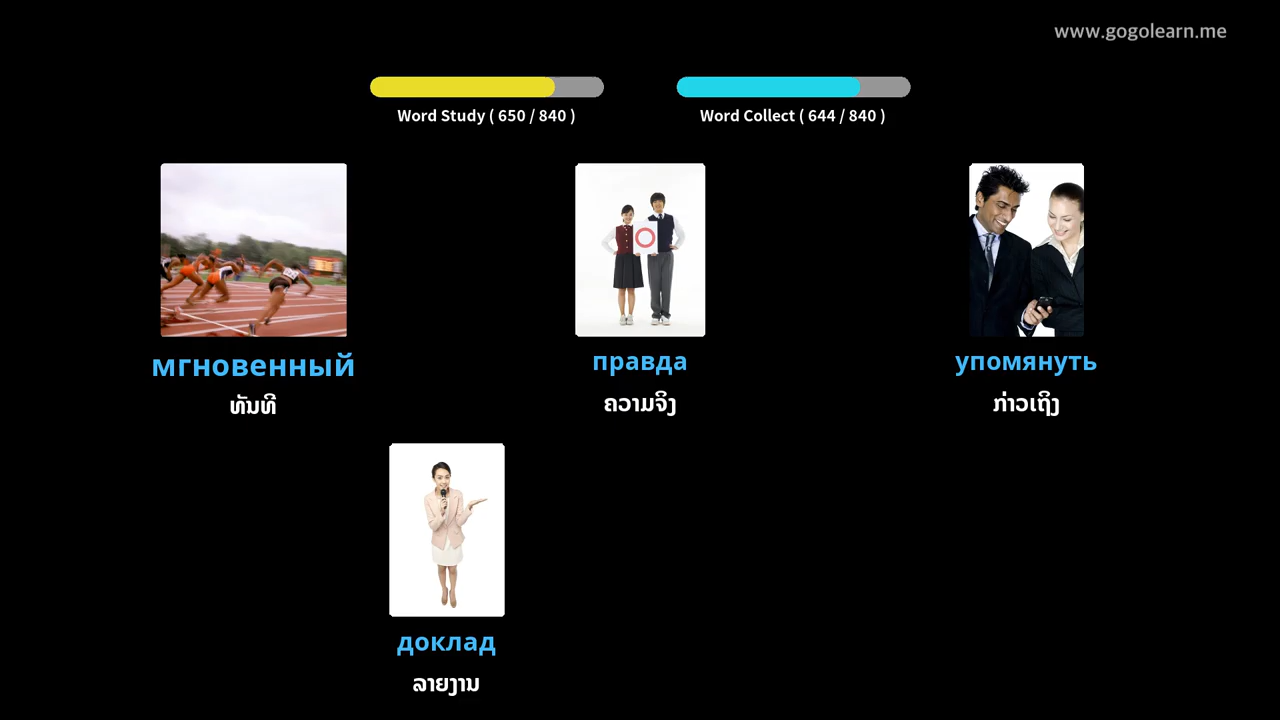 www.gogolearn.me
Word Study ( 650 / 840 )
Word Collect ( 644 / 840 )
мгновенный
правда
упомянуть
ທັນທີ
ຄວາມຈິງ
ກ່າວເຖິງ
доклад
ລາຍງານ